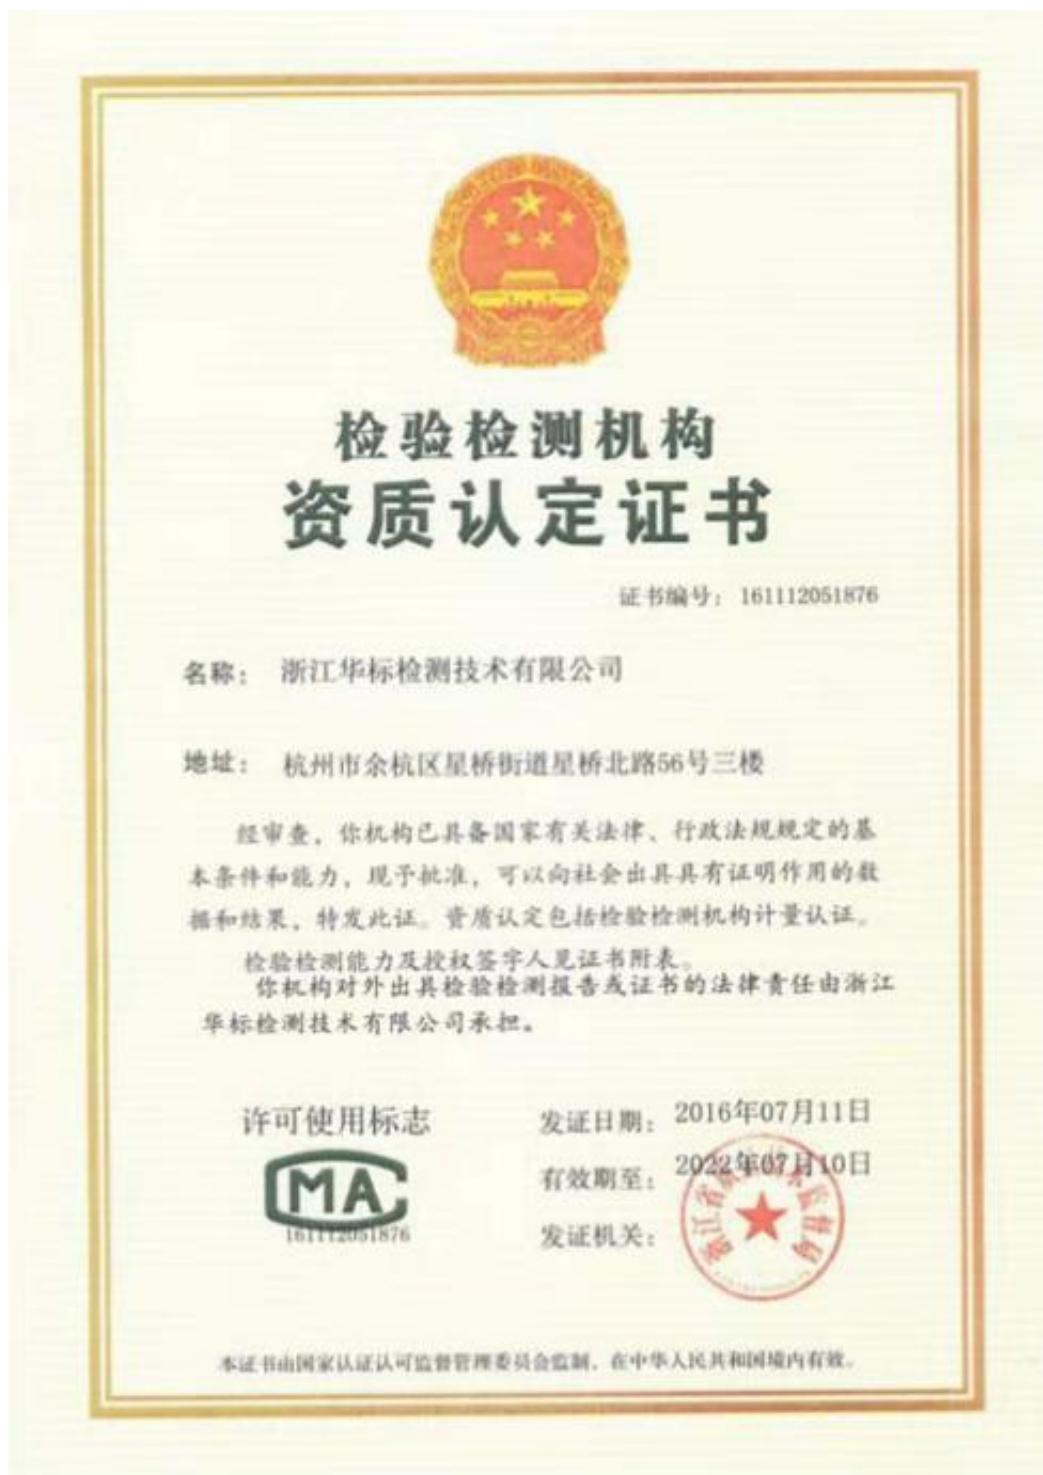 检验检测机构
资质认定证书
证书编号：161112051876
名称：浙江华标检测技术有限公司
地址：杭州市余杭区星桥街道星桥北路56号三楼
经审查，你机构已具备国家有关法律、行政法规规定的基
本条件和能力，现予批准，可以向社会出具具有证明作用的数
据和结果，特发此证。资质认定包括检验检测机构计量认证。
检验检测能力及授权签字人见证书附表。
你机构对外出具检验检测报告或证书的法律责任由浙江
华标检测技术有限公司承担。
许可使用标志
MA
161112051876
发证日期：2016年07月11日
有效期至：2022年07月10日
发证机关：
浙江省质量技术监督局
本证书由国家认证认可监督管理委员会监制，在中华人民共和国境内有效。